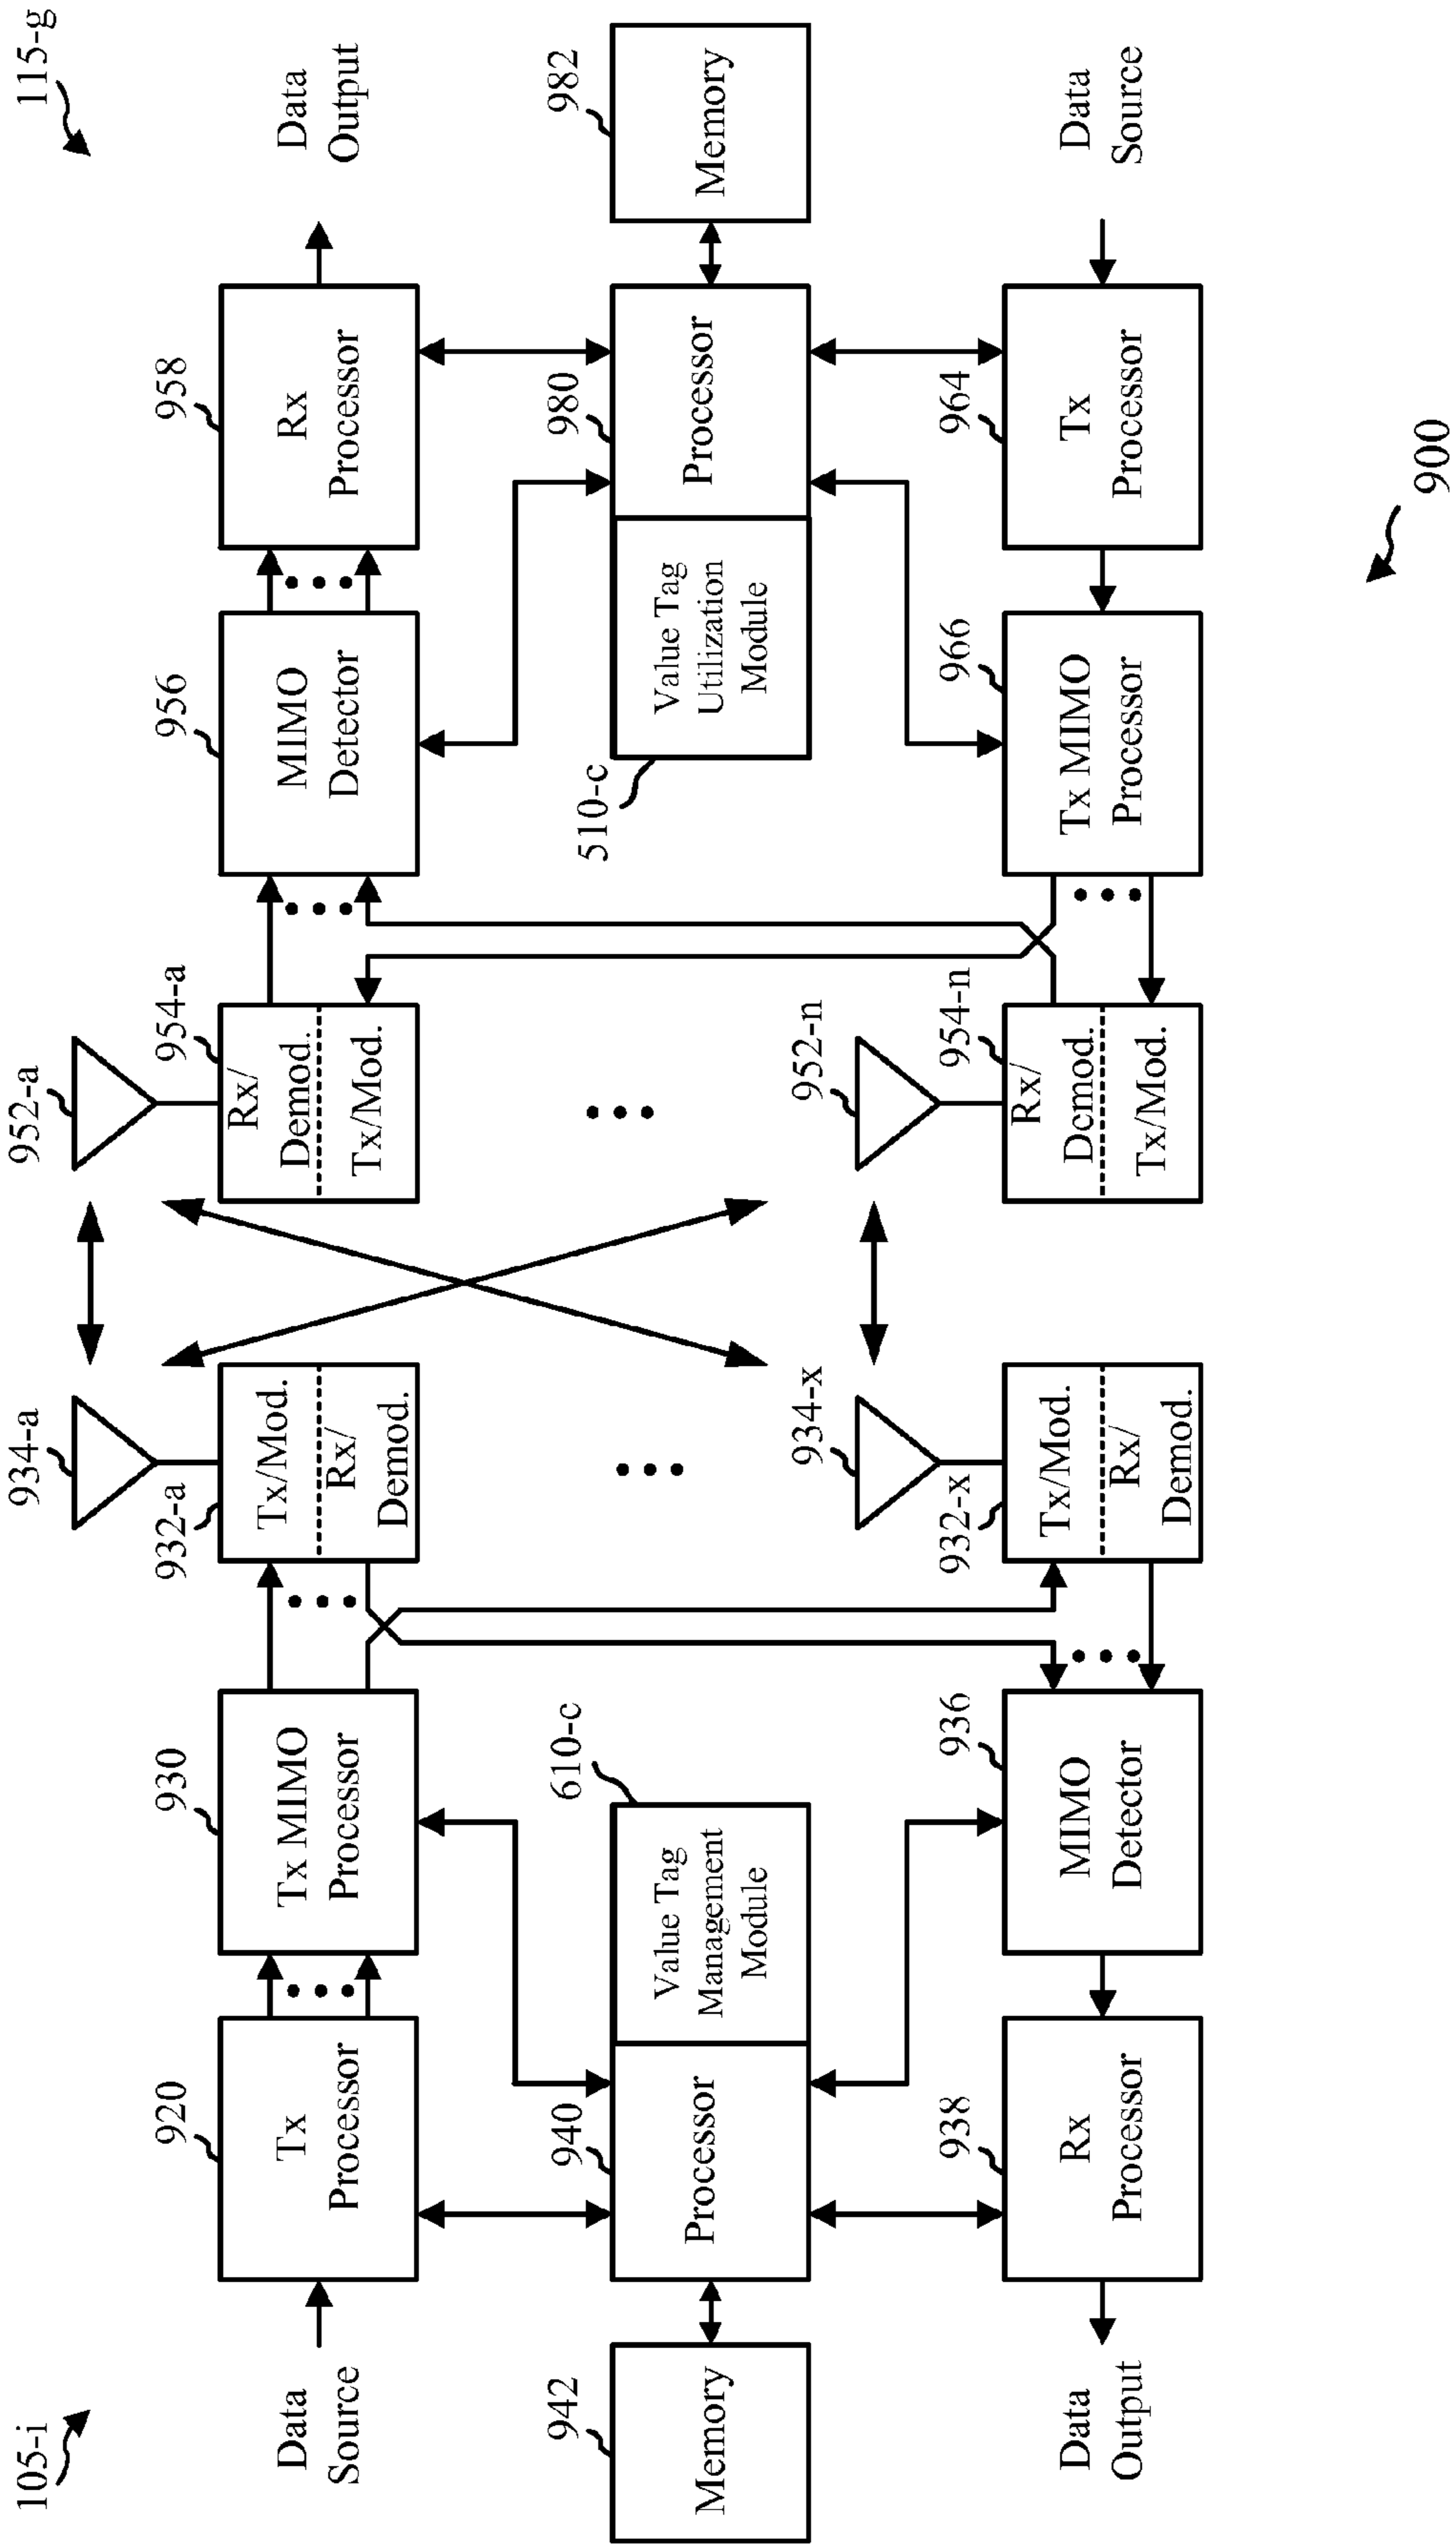 105-i
115-g
Data
Source
920
Tx
Processor
930
Tx MIMO
Processor
932-a
Tx/Mod.
Rx/
Demod.
934-a
952-a
954-a
Rx/
Demod.
Tx/Mod.
956
MIMO
Detector
958
Rx
Processor
Data
Output
942
Memory
940
Processor
610-c
Value Tag
Management
Module
510-c
Value Tag
Utilization
Module
980
Processor
982
Memory
Data
Output
938
Rx
Processor
936
MIMO
Detector
932-x
Tx/Mod.
Rx/
Demod.
934-x
952-n
954-n
Rx/
Demod.
Tx/Mod.
966
Tx MIMO
Processor
964
Tx
Processor
Data
Source
900